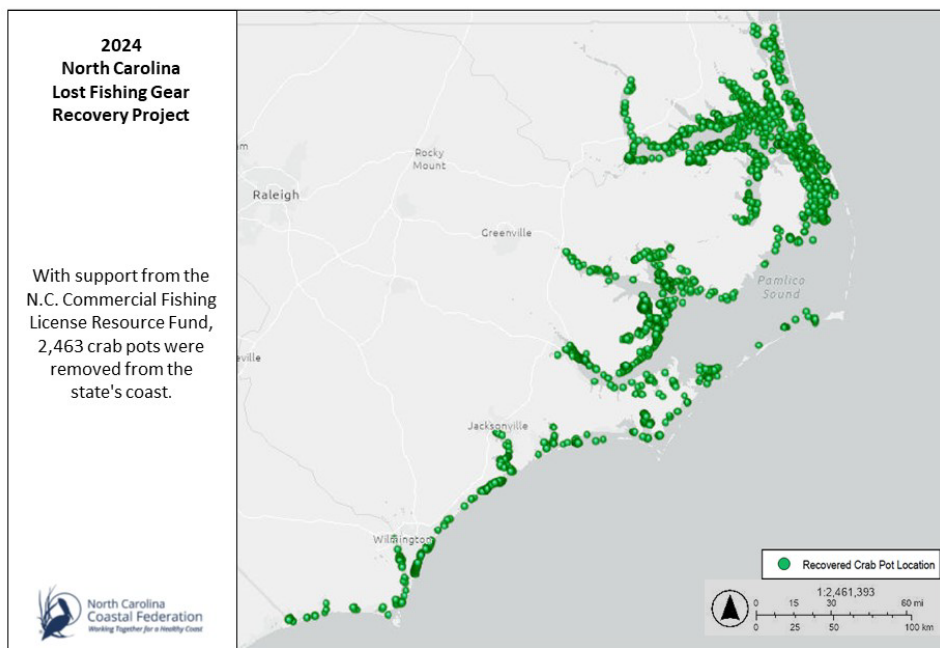 2024
North Carolina
Lost Fishing Gear
Recovery Project
With support from the
N.C. Commercial Fishing
License Resource Fund,
2,463 crab pots were
removed from the
state's coast.
North Carolina
Coastal Federation
Working Together for a Healthy Coast
am
Rocky
Mount
Raleigh
Greenville
Pamlico
Sound
eville
Jacksonville
Wilmington
Recovered Crab Pot Location
1:2,461,393
0 15 30 60 mi
0 25 50 100 km